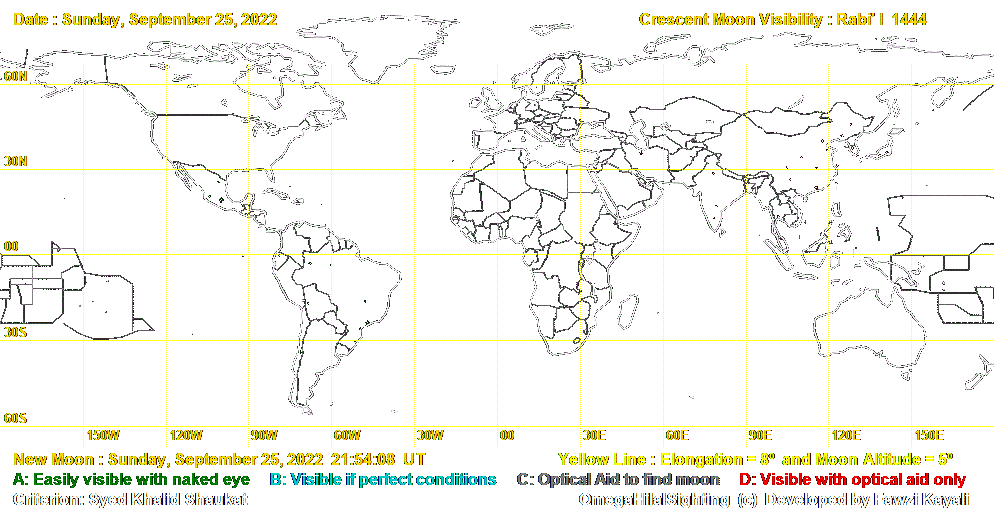 Date : Sunday, September 25, 2022
Crescent Moon Visibility : Rabi' I 1444
60N
30N
00
30S
60S
150W 120W 90W 60W 30W 00 30E 60E 90E 120E 150E
New Moon : Sunday, September 25, 2022 21:54:08 UT
Yellow Line : Elongation = 8º and Moon Altitude = 5º
A: Easily visible with naked eye B: Visible if perfect conditions C: Optical Aid to find moon D: Visible with optical aid only
Criterion: Syed Khalid Shaukat
OmegaHilalSighting (c) Developed by Fawzi Kayali